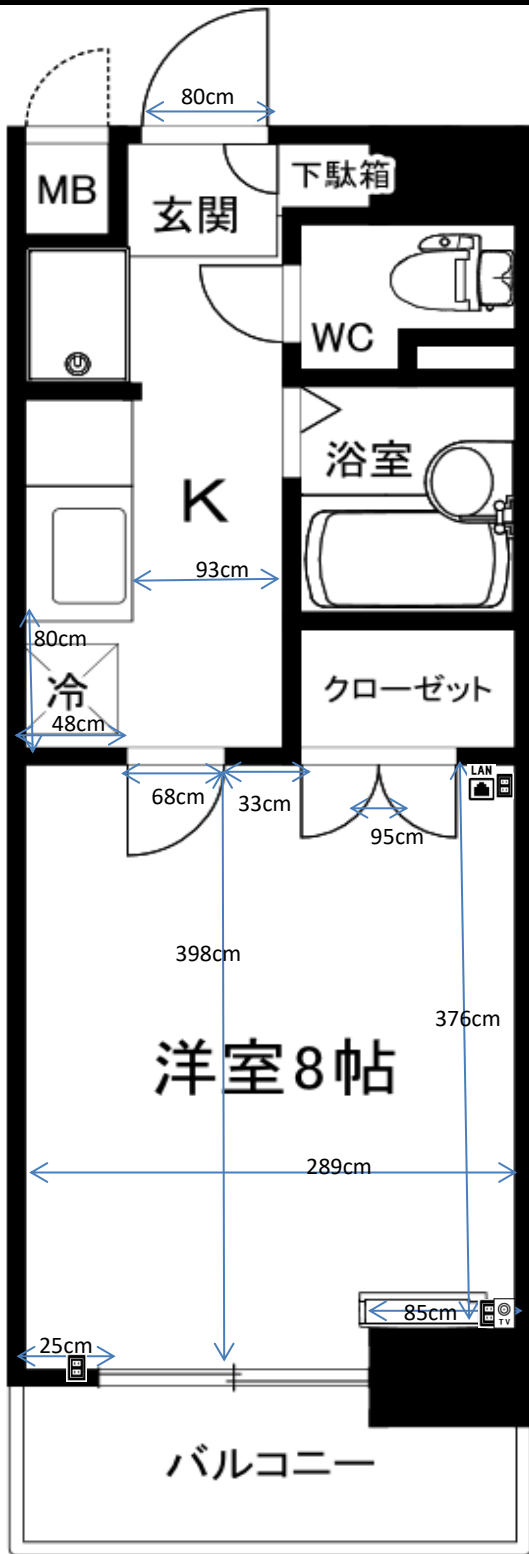 80cm
MB
玄関
下駄箱
WC
浴室
K
93cm
80cm
冷
48cm
クローゼット
68cm
33cm
95cm
LAN
398cm
376cm
洋室8帖
289cm
85cm
TV
25cm
バルコニー